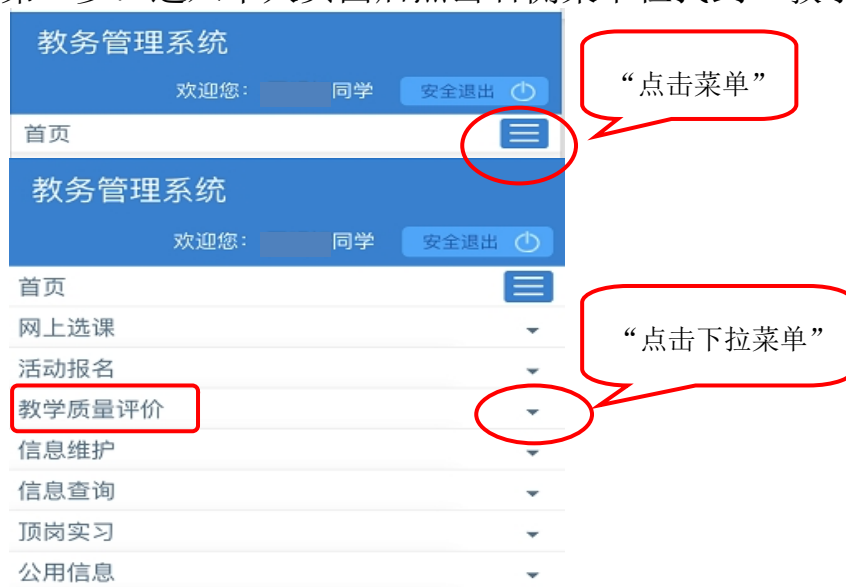 教务管理系统
欢迎您： 同学 安全退出
“点击菜单”
首页
教务管理系统
欢迎您： 同学 安全退出
首页
网上选课
“点击下拉菜单”
活动报名
教学质量评价
信息维护
信息查询
顶岗实习
公用信息